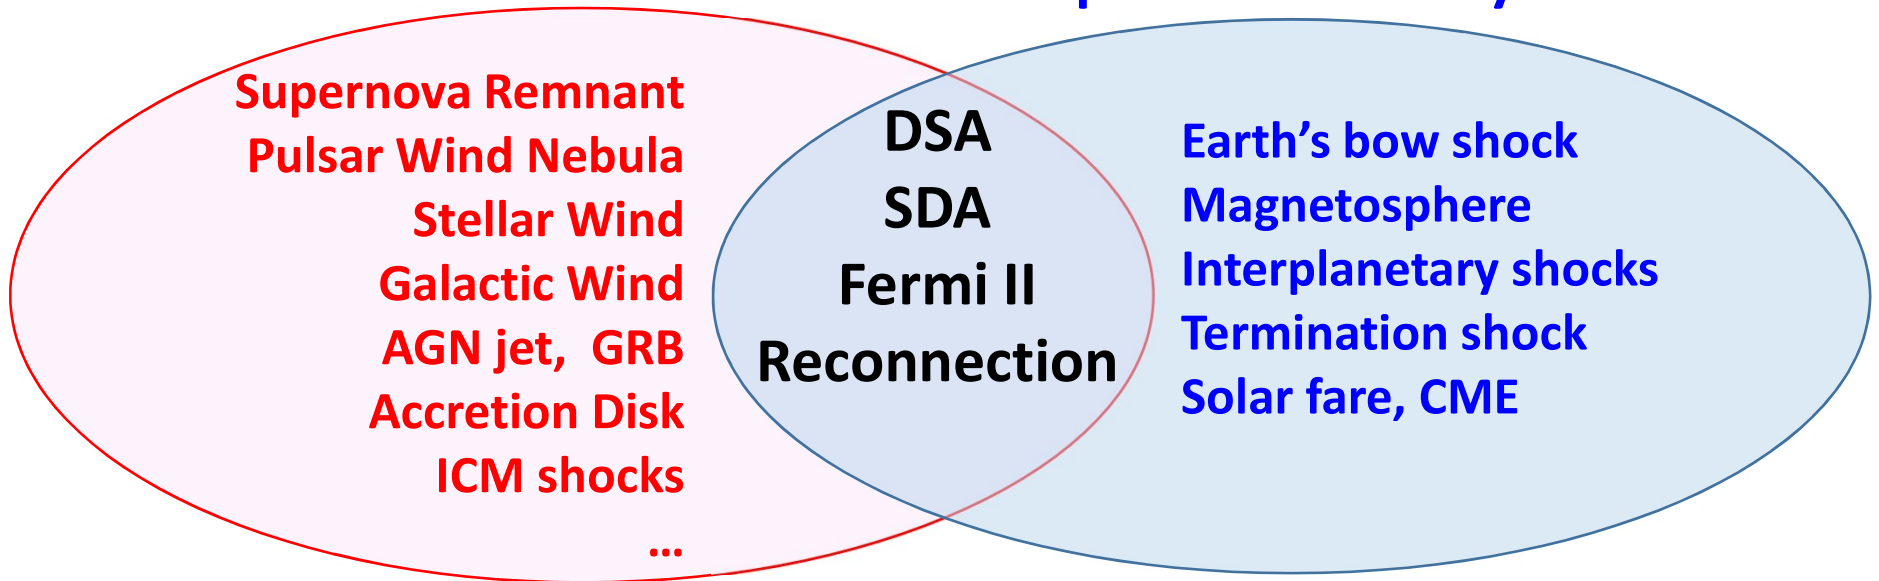 Supernova Remnant
Pulsar Wind Nebula
Stellar Wind
Galactic Wind
AGN jet, GRB
Accretion Disk
ICM shocks
...
DSA
SDA
Fermi II
Reconnection
Earth’s bow shock
Magnetosphere
Interplanetary shocks
Termination shock
Solar fare, CME